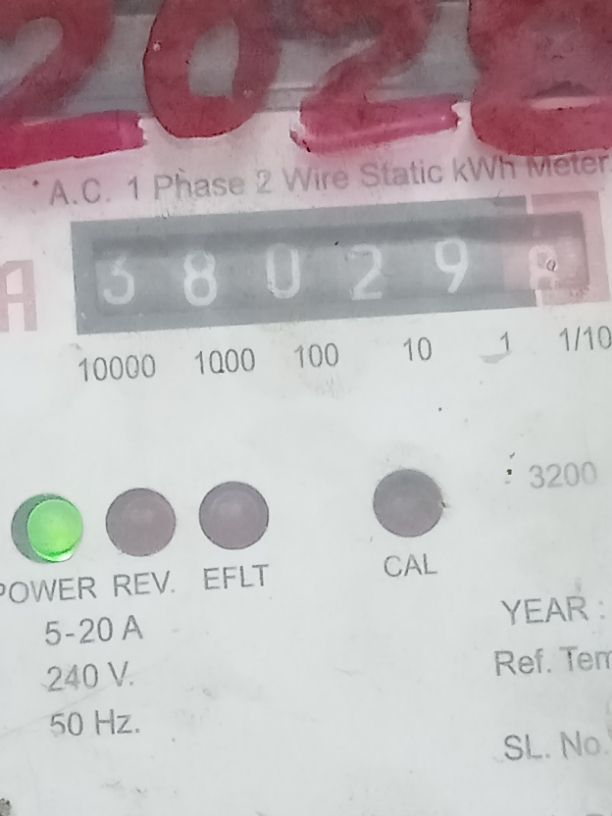 2028
A.C. 1 Phase 2 Wire Static kWh Meter
38029
10000 1000 100 10 1 1/10
3200
POWER REV. EFLT CAL
5-20 A
240 V.
50 Hz.
YEAR :
Ref. Tem
SL. No.